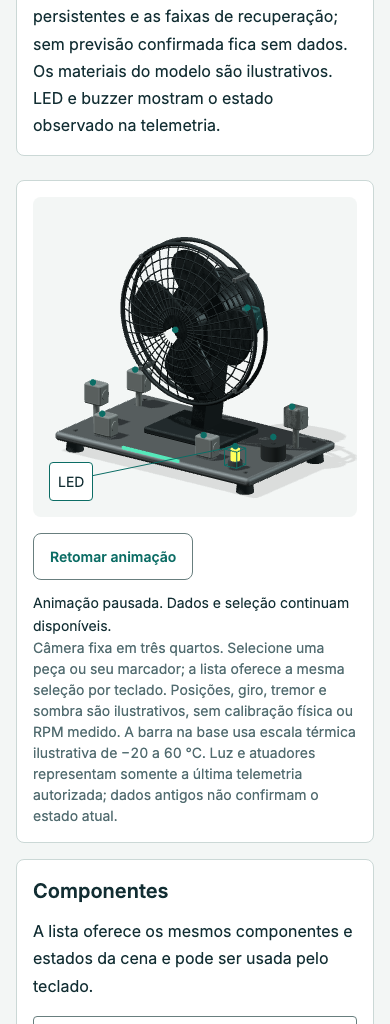 persistentes e as faixas de recuperação;
sem previsão confirmada fica sem dados.
Os materiais do modelo são ilustrativos.
LED e buzzer mostram o estado
observado na telemetria.
LED
Retomar animação
Animação pausada. Dados e seleção continuam
disponíveis.
Câmera fixa em três quartos. Selecione uma
peça ou seu marcador; a lista oferece a mesma
seleção por teclado. Posições, giro, tremor e
sombra são ilustrativos, sem calibração física ou
RPM medido. A barra na base usa escala térmica
ilustrativa de −20 a 60 °C. Luz e atuadores
representam somente a última telemetria
autorizada; dados antigos não confirmam o
estado atual.
Componentes
A lista oferece os mesmos componentes e
estados da cena e pode ser usada pelo
teclado.